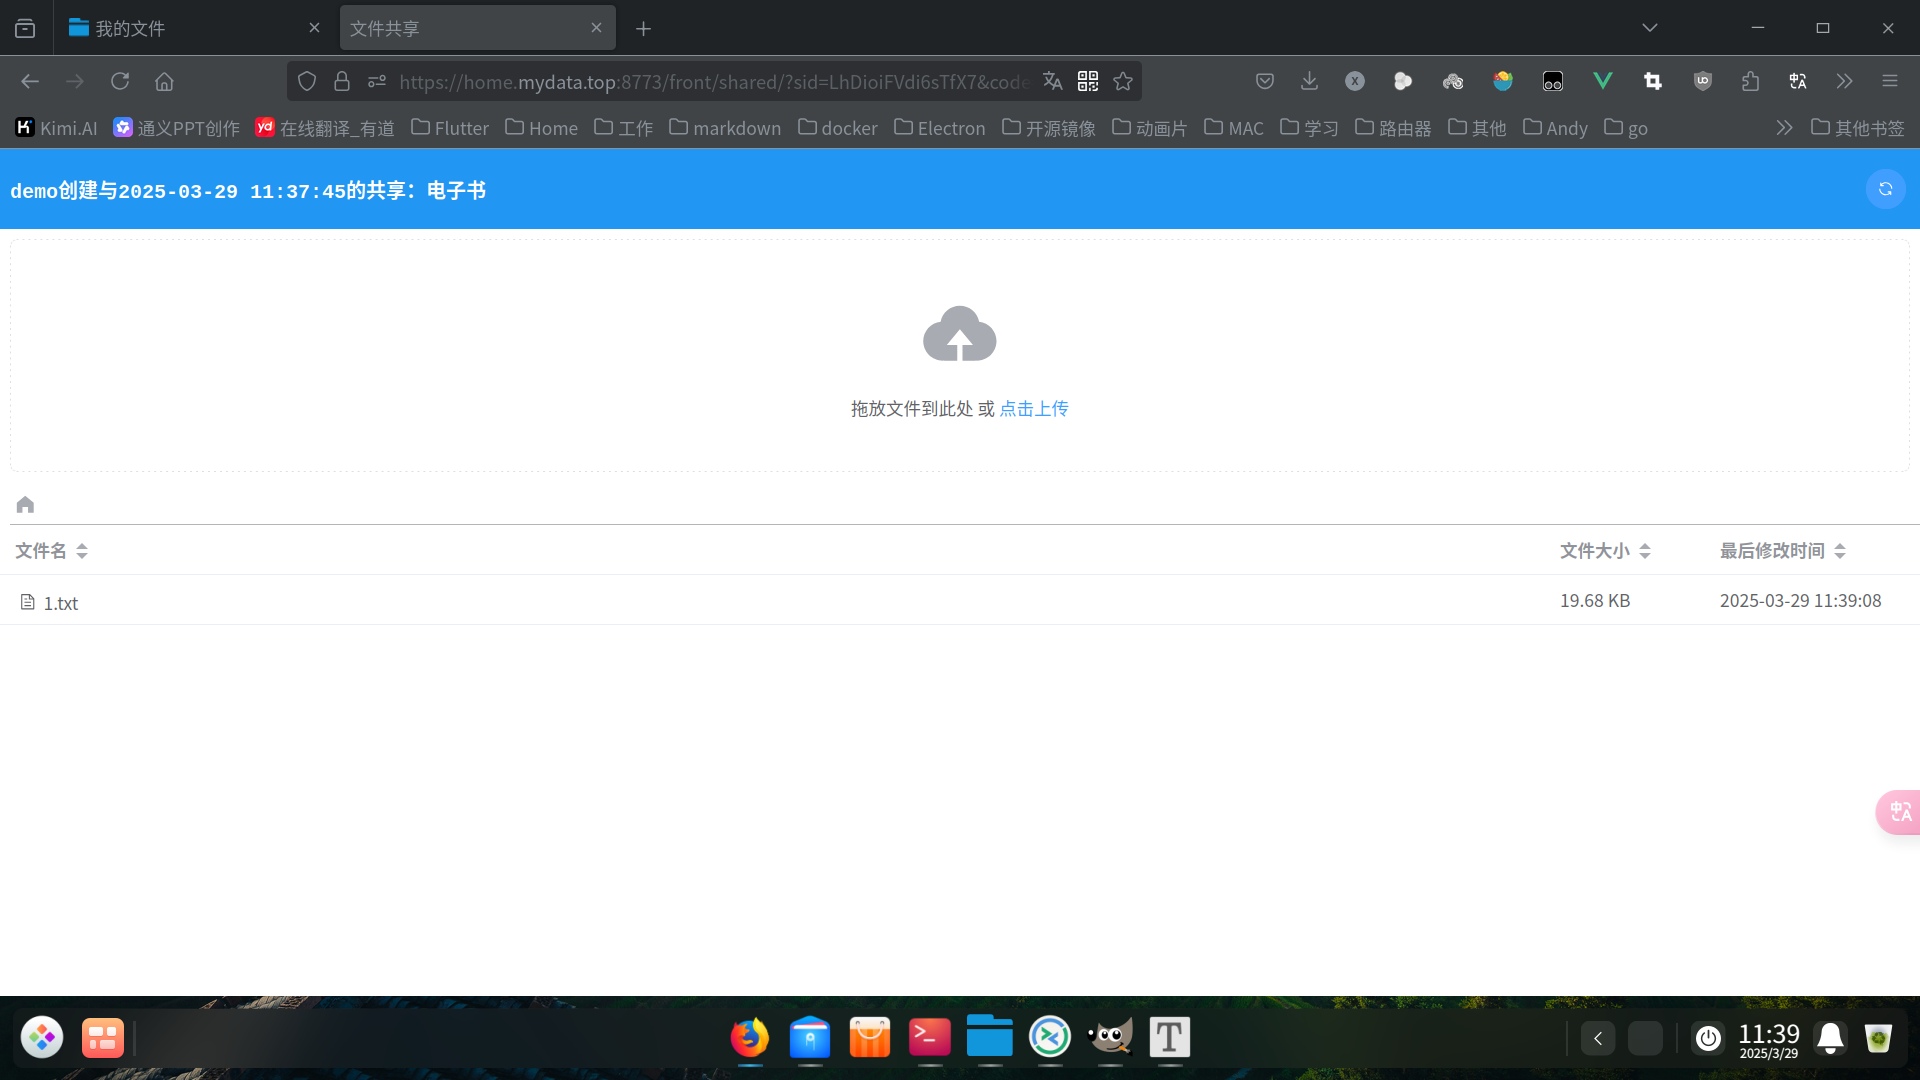 我的文件
文件共享
https://home.mydata.top:8773/front/shared/?sid=LhDioiFVdi6sTfX7&code
Kimi.AI 通义PPT创作 在线翻译_有道 Flutter Home 工作 markdown docker Electron 开源镜像 动画片 MAC 学习 路由器 其他 Andy go 其他书签
demo创建与2025-03-29 11:37:45的共享：电子书
拖放文件到此处 或 点击上传
文件名 文件大小 最后修改时间
1.txt 19.68 KB 2025-03-29 11:39:08
11:39
2025/3/29